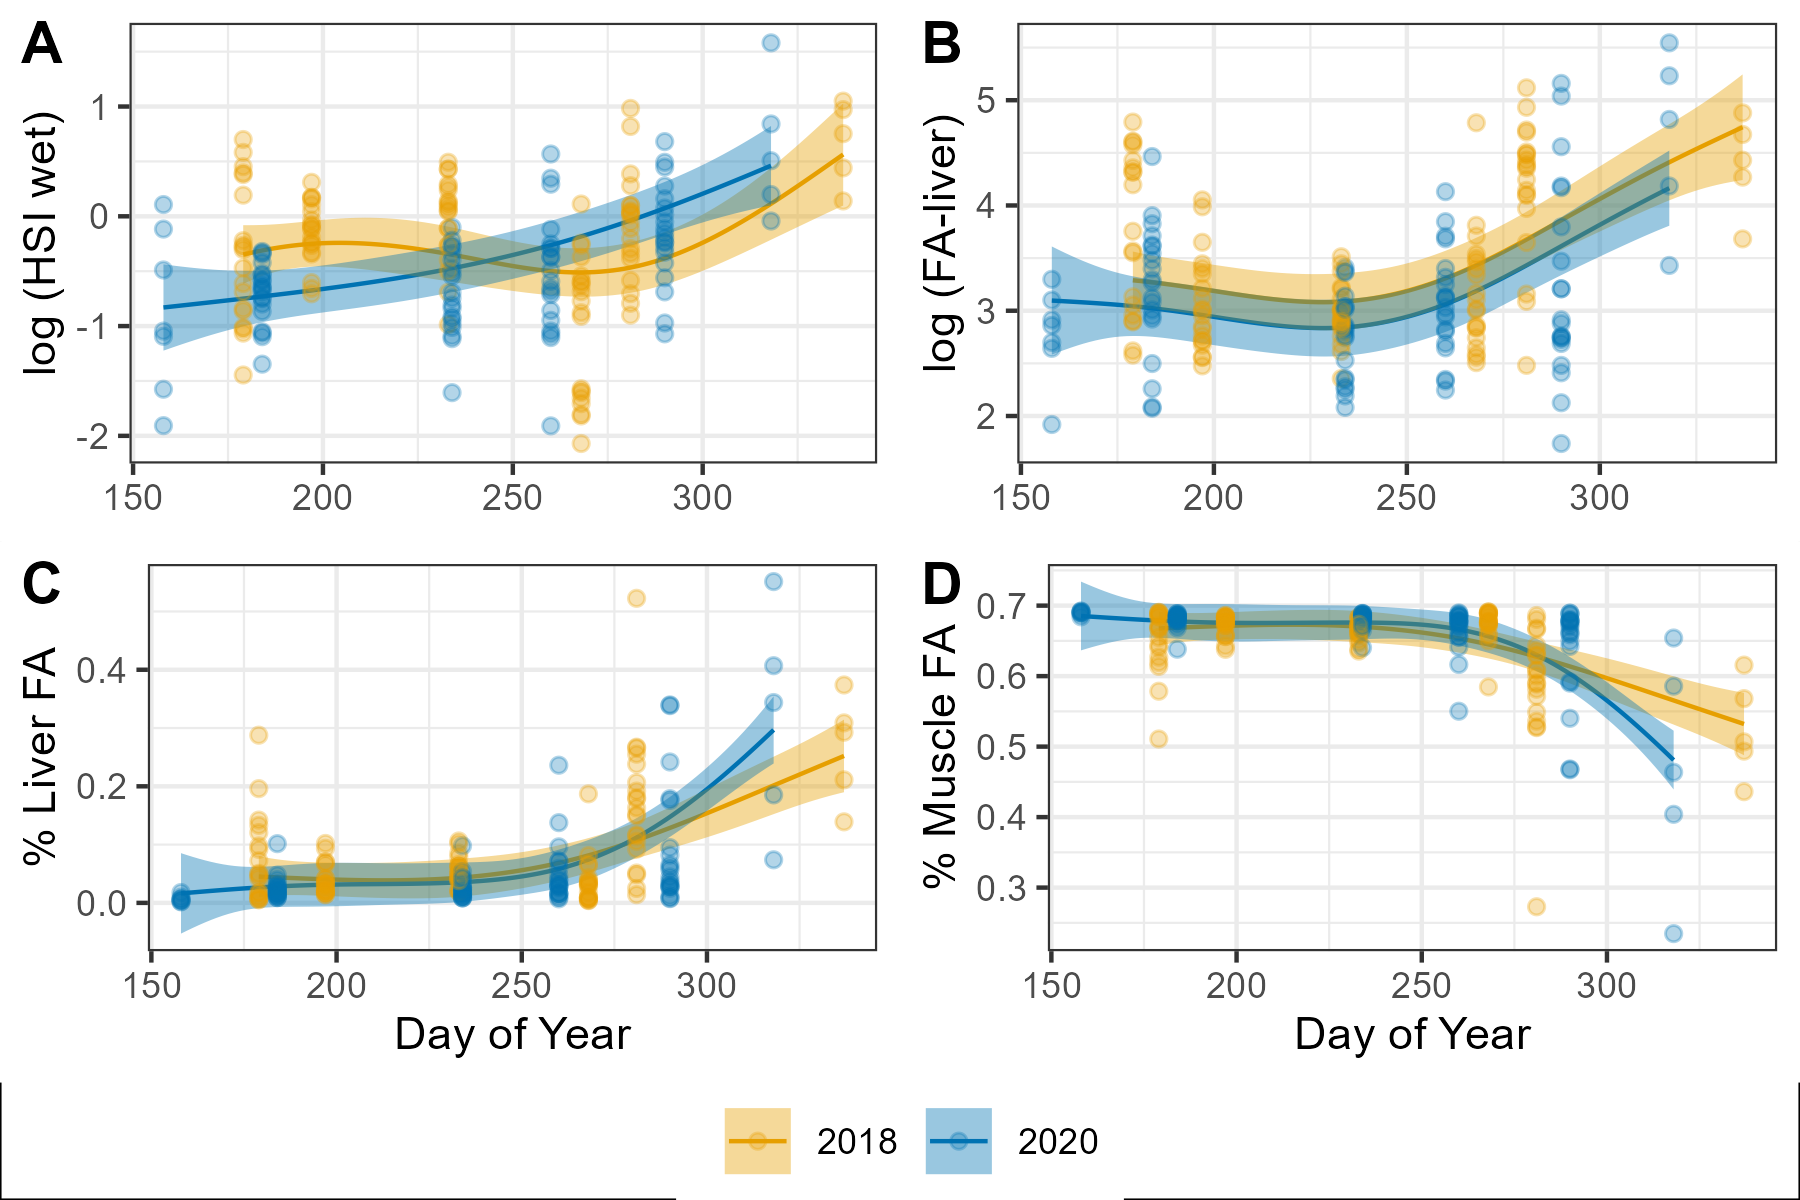 A
B
log (HSI wet)
1
0
-1
-2
150 200 250 300
log (FA-liver)
5
4
3
2
150 200 250 300
C
D
% Liver FA
0.4
0.2
0.0
150 200 250 300
Day of Year
% Muscle FA
0.7
0.6
0.5
0.4
0.3
150 200 250 300
Day of Year
2018 2020